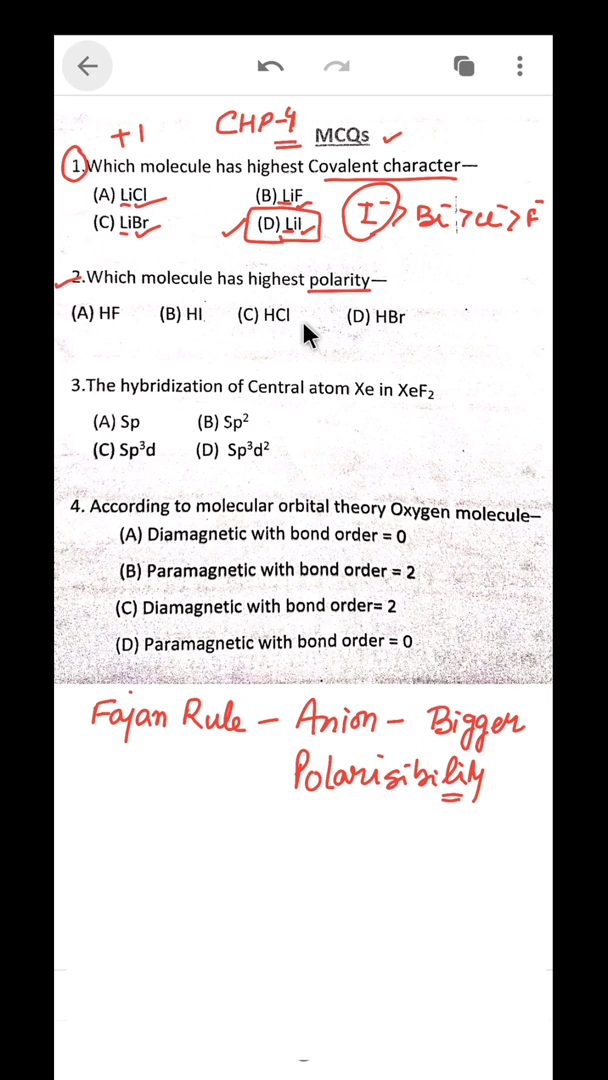 +1 CHP-4 MCQs
1.Which molecule has highest Covalent character—
(A) LiCl (B) LiF
(C) LiBr (D) LiI I⁻ > Br⁻ > Cl⁻ > F⁻
2.Which molecule has highest polarity—
(A) HF (B) HI (C) HCl (D) HBr
3.The hybridization of Central atom Xe in XeF₂
(A) Sp (B) Sp²
(C) Sp³d (D) Sp³d²
4. According to molecular orbital theory Oxygen molecule—
(A) Diamagnetic with bond order = 0
(B) Paramagnetic with bond order = 2
(C) Diamagnetic with bond order= 2
(D) Paramagnetic with bond order = 0
Fajan Rule – Anion – Bigger
Polarisibility